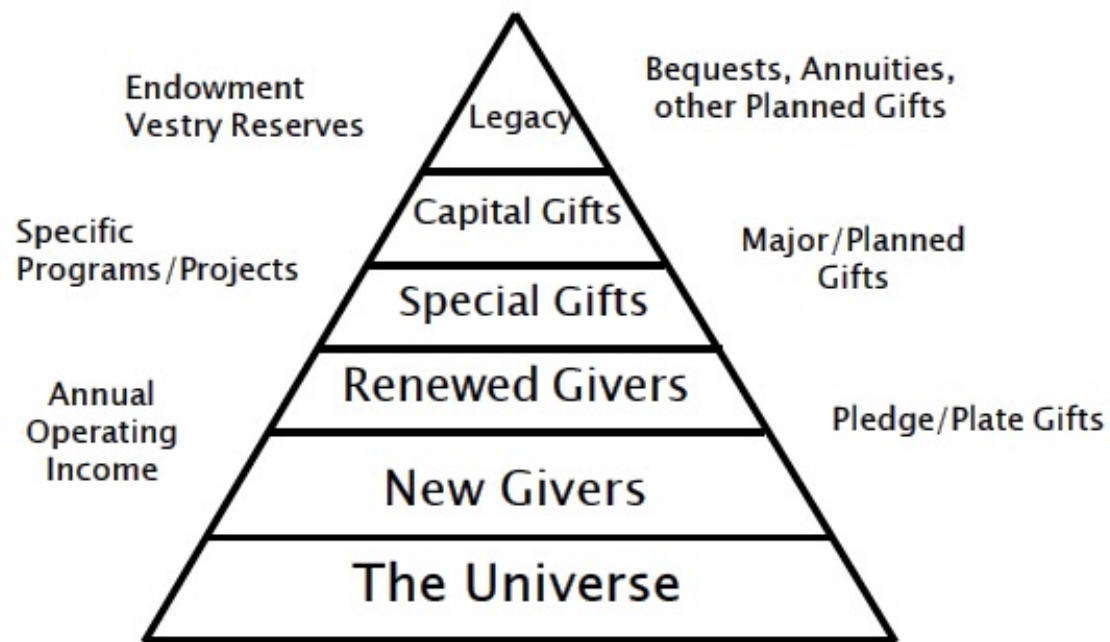 Endowment
Vestry Reserves
Legacy
Bequests, Annuities,
other Planned Gifts
Specific
Programs/Projects
Capital Gifts
Major/Planned
Gifts
Special Gifts
Annual
Operating
Income
Renewed Givers
Pledge/Plate Gifts
New Givers
The Universe